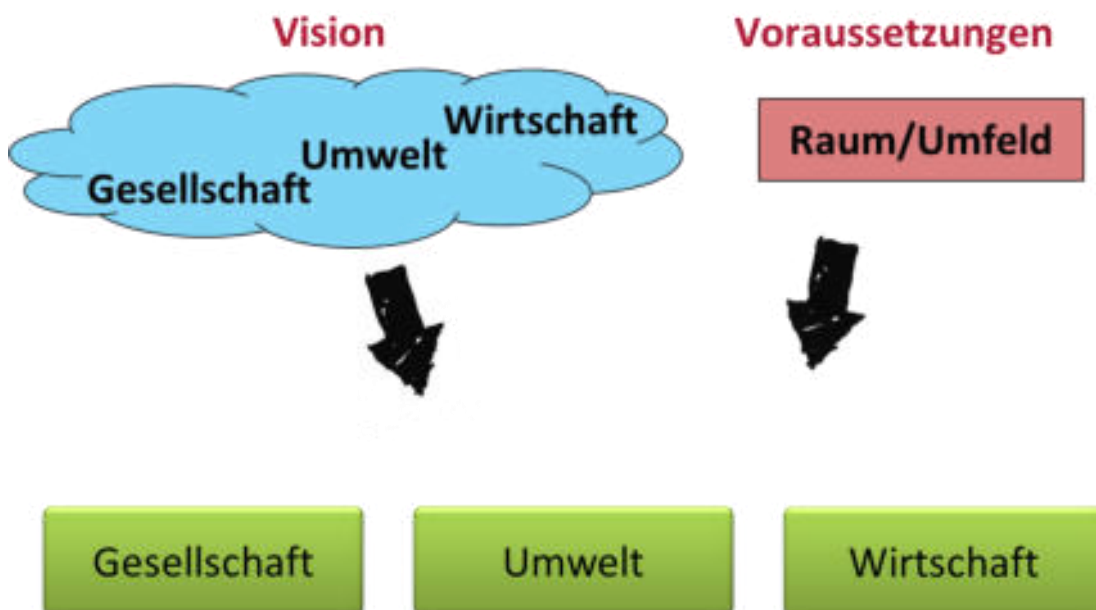 Vision
Voraussetzungen
Wirtschaft
Umwelt
Gesellschaft
Raum/Umfeld
Gesellschaft
Umwelt
Wirtschaft